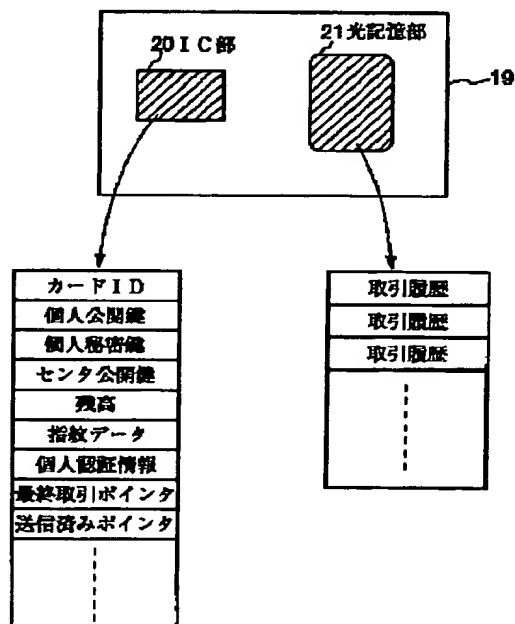 20 IC部
21光記憶部
19
カードID
個人公開鍵
個人秘密鍵
センタ公開鍵
残高
指紋データ
個人認証情報
最終取引ポインタ
送信済みポインタ
取引履歴
取引履歴
取引履歴